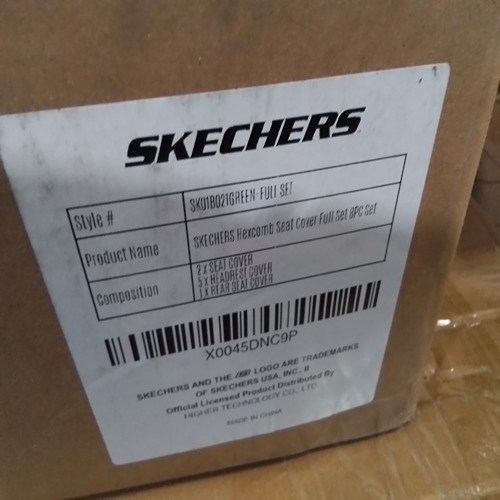 SKECHERS
Style #
SK01B021GREEN-FULL SET
Product Name
SKECHERS Hexcomb Seat Cover Full Set 8PC Set
Composition
2 x SEAT COVER
5 x HEADREST COVER
1 x REAR SEAT COVER
X0045DNC9P
SKECHERS AND THE LOGO ARE TRADEMARKS
OF SKECHERS USA, INC., II
Official Licensed Product Distributed By
HIGHER TECHNOLOGY CO., LTD
MADE IN CHINA